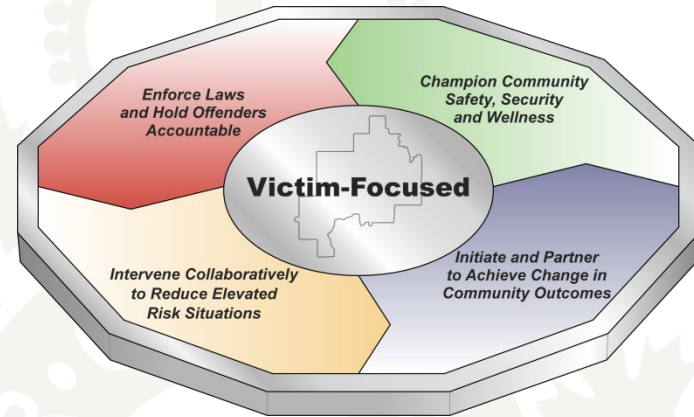 Enforce Laws
and Hold Offenders
Accountable
Champion Community
Safety, Security
and Wellness
Victim-Focused
Intervene Collaboratively
to Reduce Elevated
Risk Situations
Initiate and Partner
to Achieve Change in
Community Outcomes